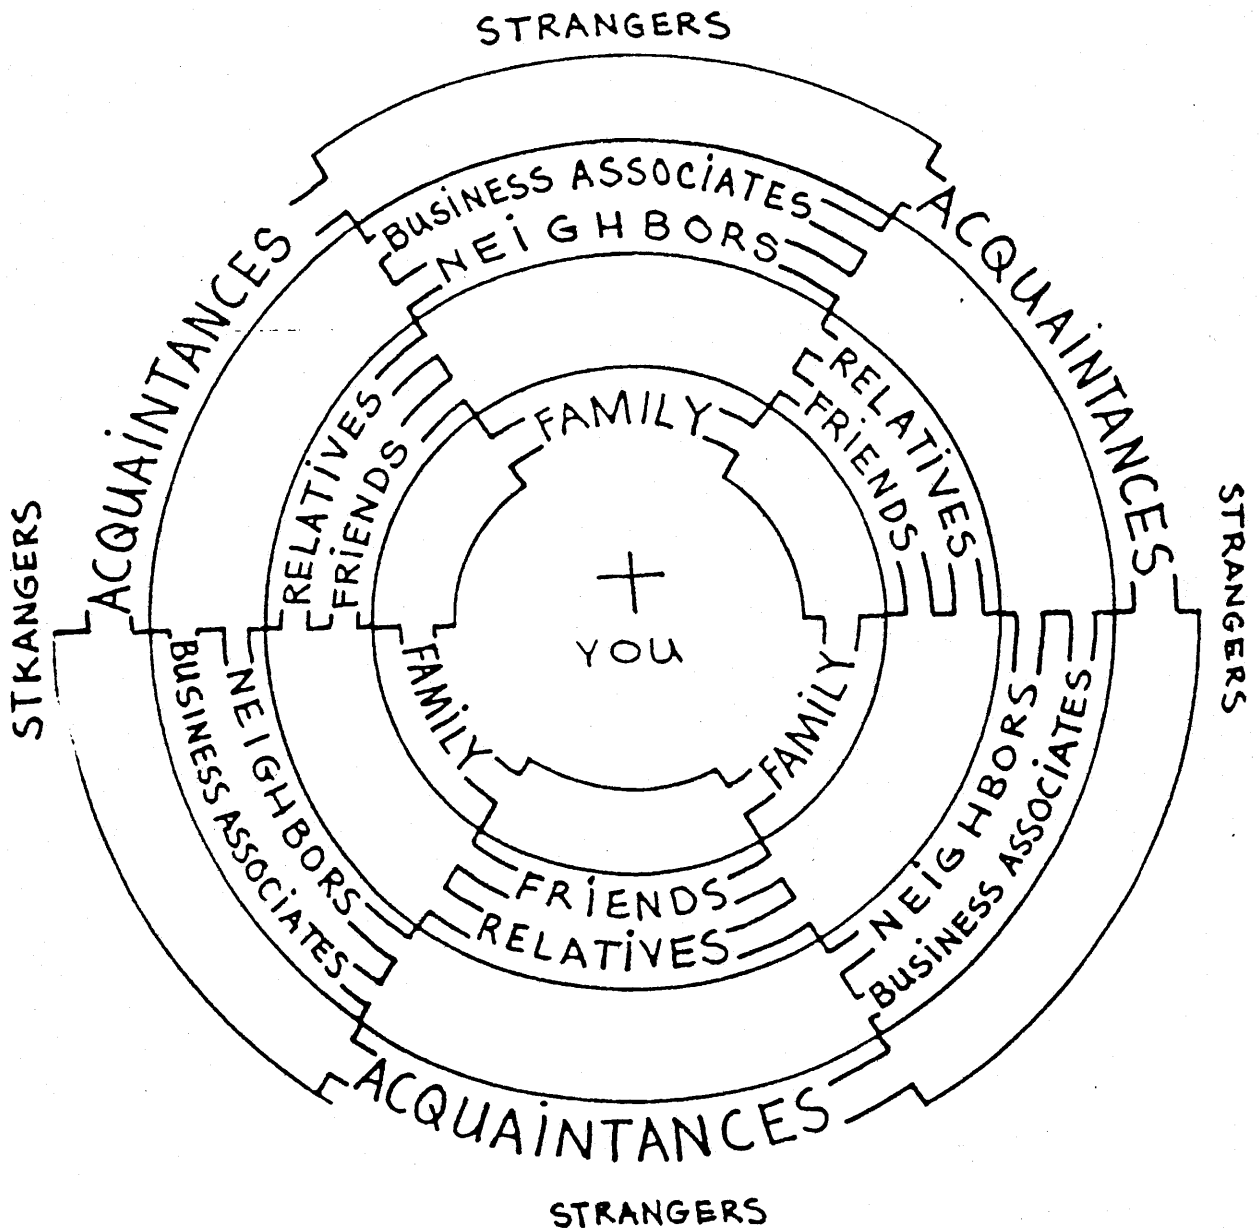 STRANGERS
BUSiNESS ASSOCiATES
NEiGHBORS
ACQUAiNTANCES
ACQUAiNTANCES
RELATiVES
FRiENDS
FAMILY
RELATiVES
FRiENDS
STKANGERS
STRANGERS
YOU
FAMiLY
FAMiLY
BUSiNESS ASSOCiATES
NEIGHBORS
NEiGHBORS
BUSiNESS ASSOCiATES
FRiENDS
RELATiVES
ACQUAiNTANCES
STRANGERS